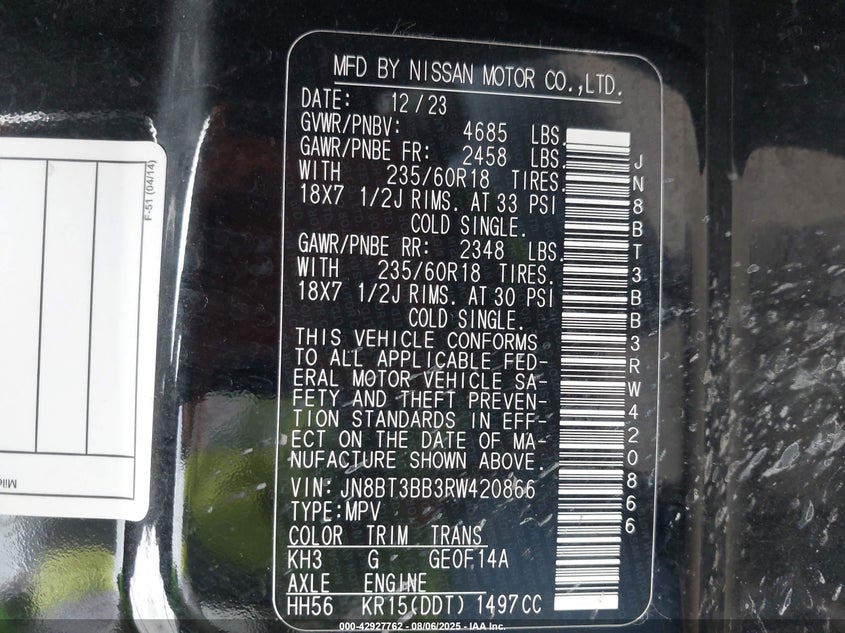 MFD BY NISSAN MOTOR CO.,LTD.
DATE: 12/23
GVWR/PNBV: 4685 LBS.
GAWR/PNBE FR: 2458 LBS.
WITH 235/60R18 TIRES.
18X7 1/2J RIMS. AT 33 PSI
COLD SINGLE.
GAWR/PNBE RR: 2348 LBS.
WITH 235/60R18 TIRES.
18X7 1/2J RIMS. AT 30 PSI
COLD SINGLE.
THIS VEHICLE CONFORMS
TO ALL APPLICABLE FED-
ERAL MOTOR VEHICLE SA-
FETY AND THEFT PREVEN-
TION STANDARDS IN EFF-
ECT ON THE DATE OF MA-
NUFACTURE SHOWN ABOVE.
VIN: JN8BT3BB3RW420866
TYPE:MPV
COLOR TRIM TRANS
KH3 G GE0F14A
AXLE ENGINE
HH56 KR15(DDT) 1497CC
JN8BT3BB3RW420866
F-51 (04/14)
000-42927762 - 08/06/2025 - IAA Inc.